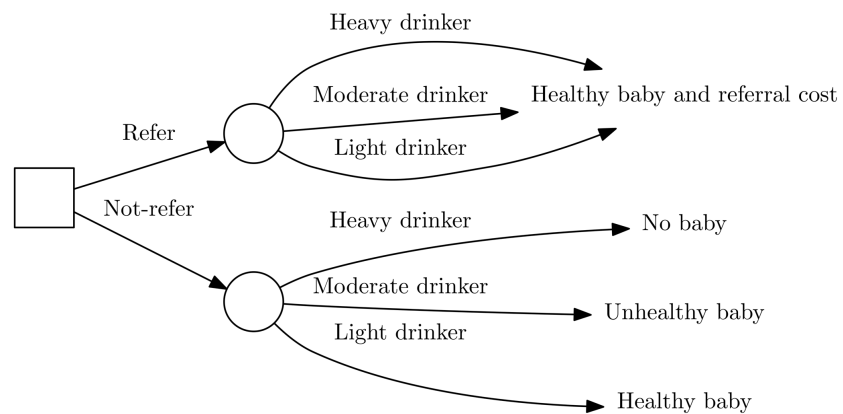 Heavy drinker
Moderate drinker
Healthy baby and referral cost
Refer
Light drinker
Not-refer
Heavy drinker
No baby
Moderate drinker
Unhealthy baby
Light drinker
Healthy baby